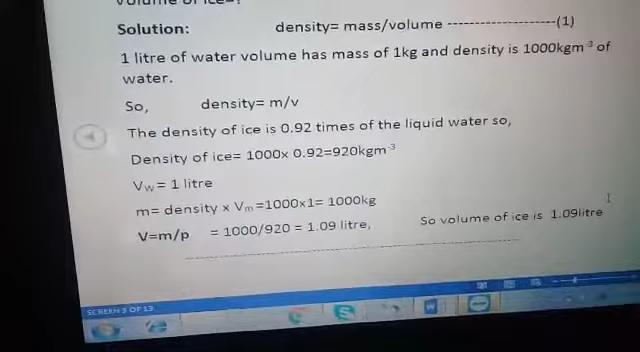 Volume of ice=?
Solution: density= mass/volume --------------------(1)
1 litre of water volume has mass of 1kg and density is 1000kgm⁻³ of
water.
So, density= m/v
The density of ice is 0.92 times of the liquid water so,
Density of ice= 1000x 0.92=920kgm⁻³
Vw= 1 litre
m= density x Vm=1000x1= 1000kg
V=m/p = 1000/920 = 1.09 litre, So volume of ice is 1.09litre
SCREEN 3 OF 13